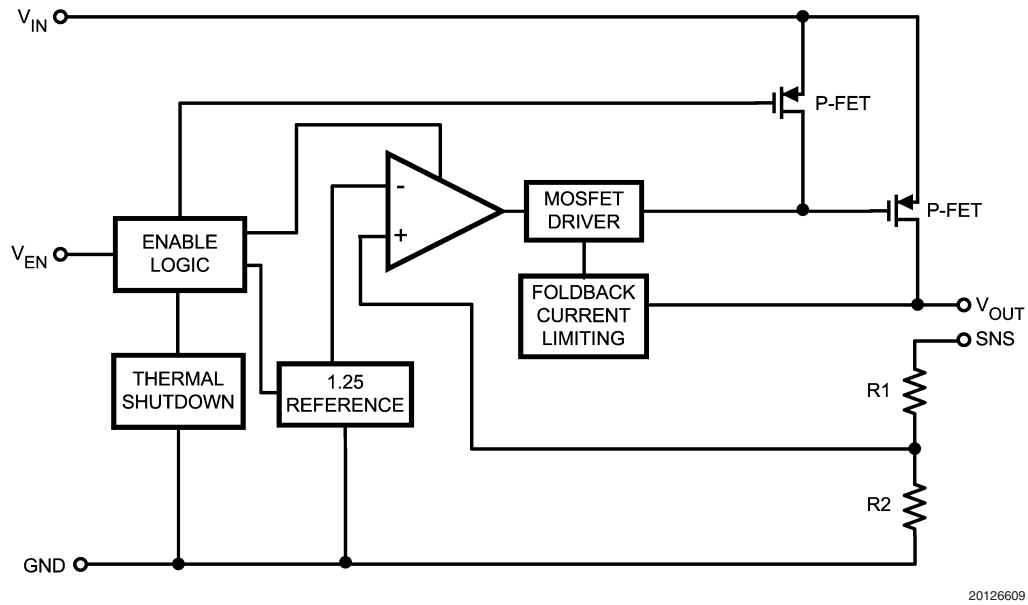 VIN
P-FET
MOSFET
DRIVER
P-FET
-
+
VEN
ENABLE
LOGIC
FOLDBACK
CURRENT
LIMITING
VOUT
SNS
THERMAL
SHUTDOWN
1.25
REFERENCE
R1
R2
GND
20126609